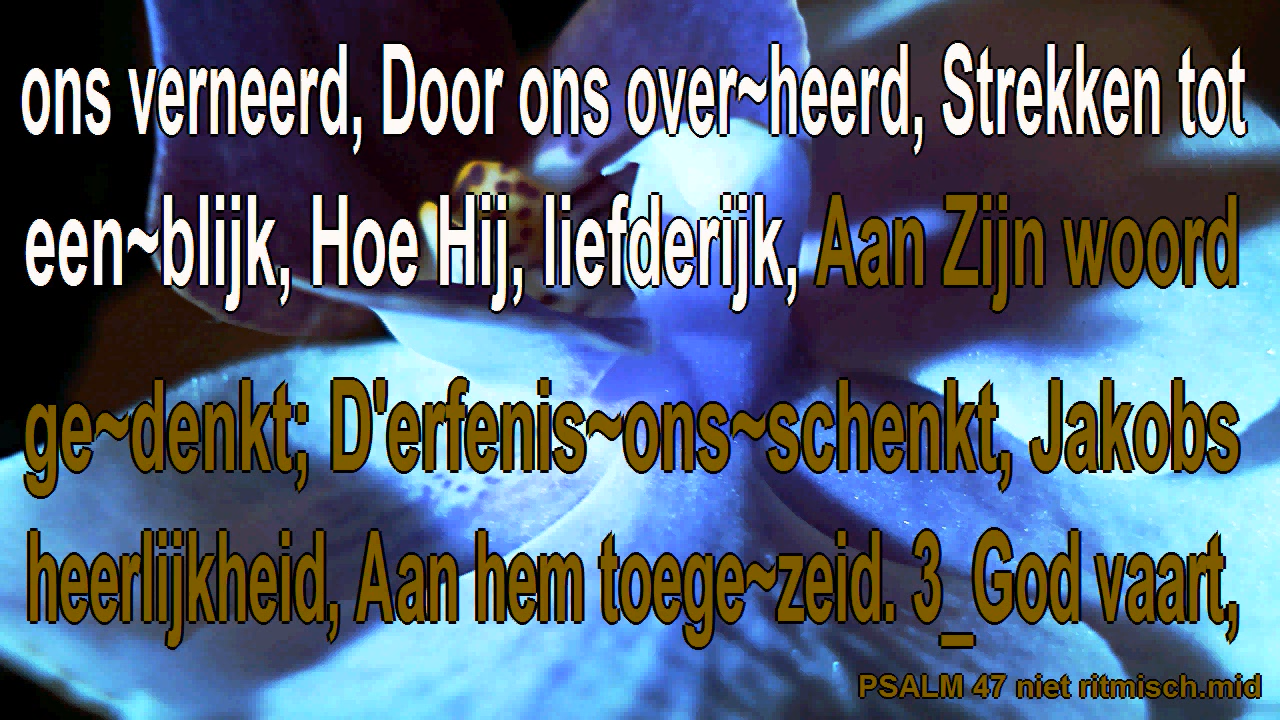 ons verneerd, Door ons over~heerd, Strekken tot
een~blijk, Hoe Hij, liefderijk, Aan Zijn woord
ge~denkt; D'erfenis~ons~schenkt, Jakobs
heerlijkheid, Aan hem toege~zeid. 3_God vaart,
PSALM 47 niet ritmisch.mid